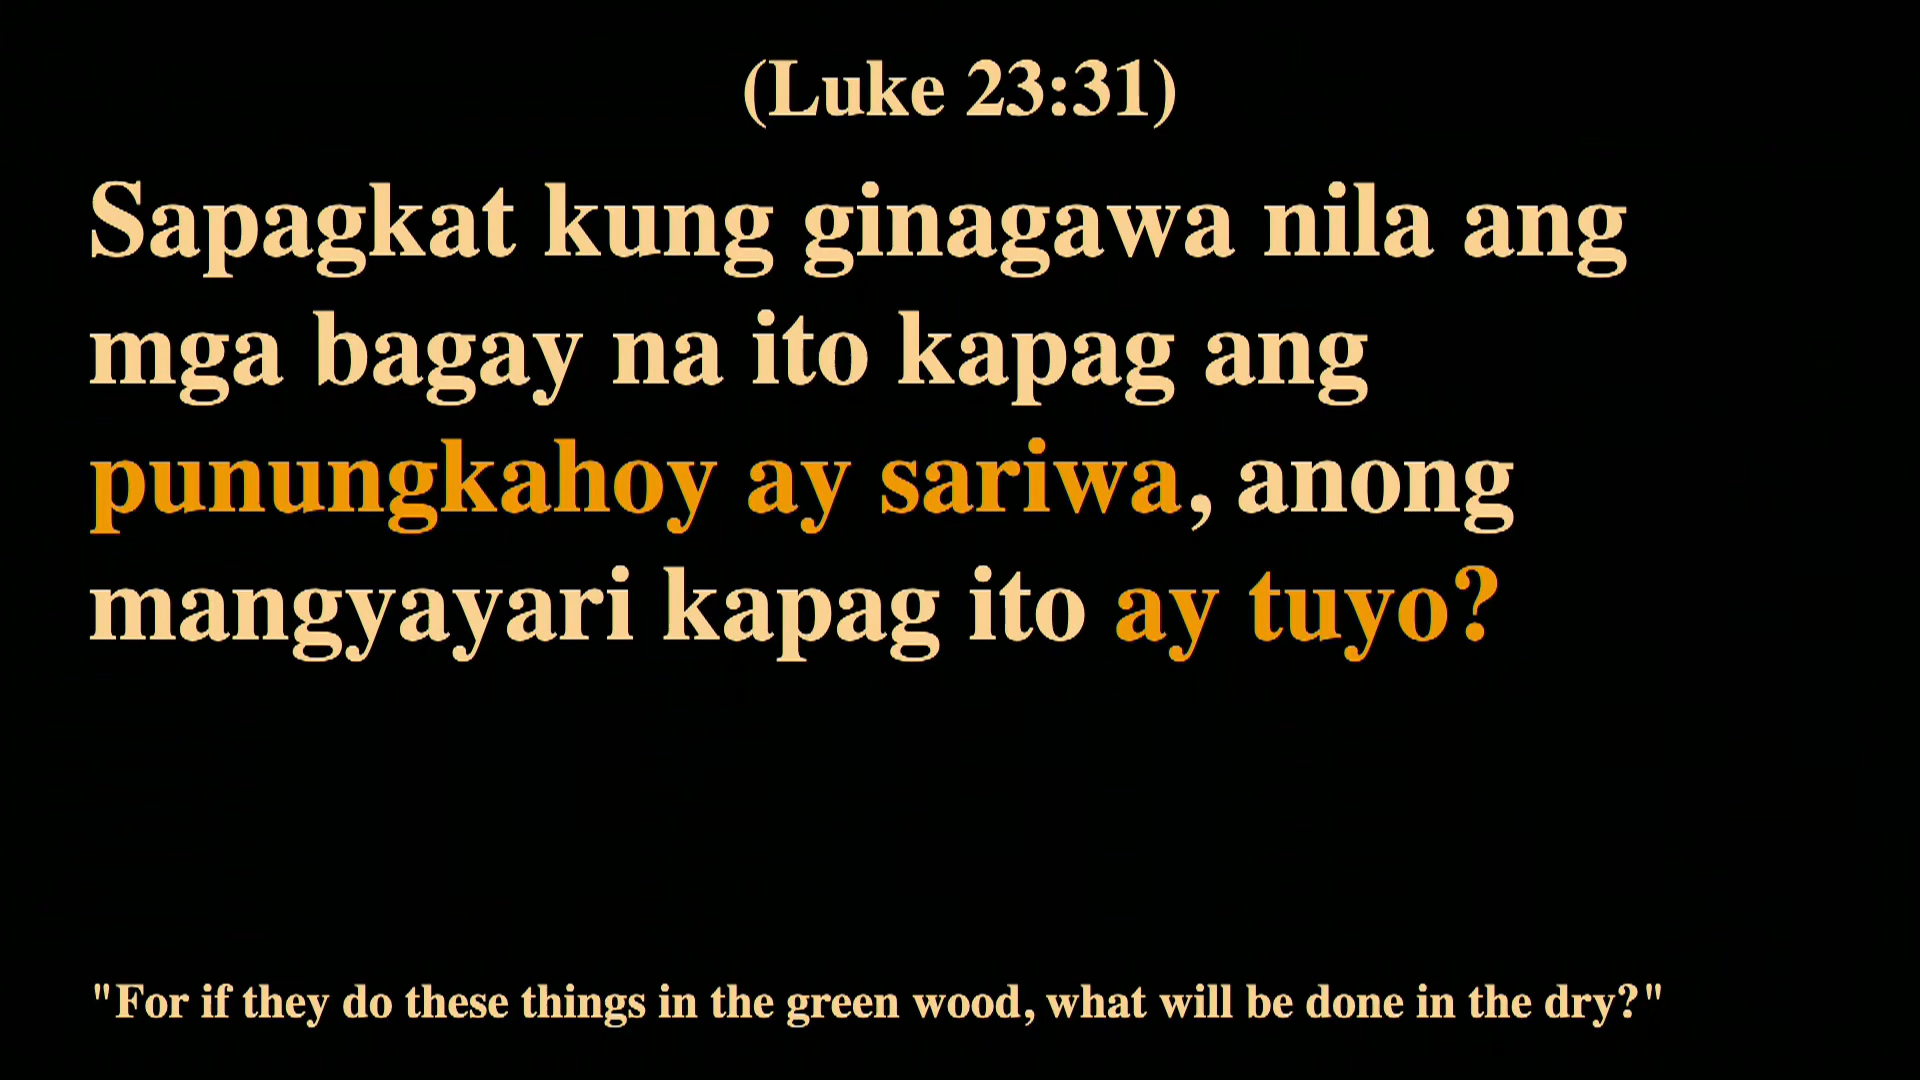 (Luke 23:31)
Sapagkat kung ginagawa nila ang
mga bagay na ito kapag ang
punungkahoy ay sariwa, anong
mangyayari kapag ito ay tuyo?
"For if they do these things in the green wood, what will be done in the dry?"